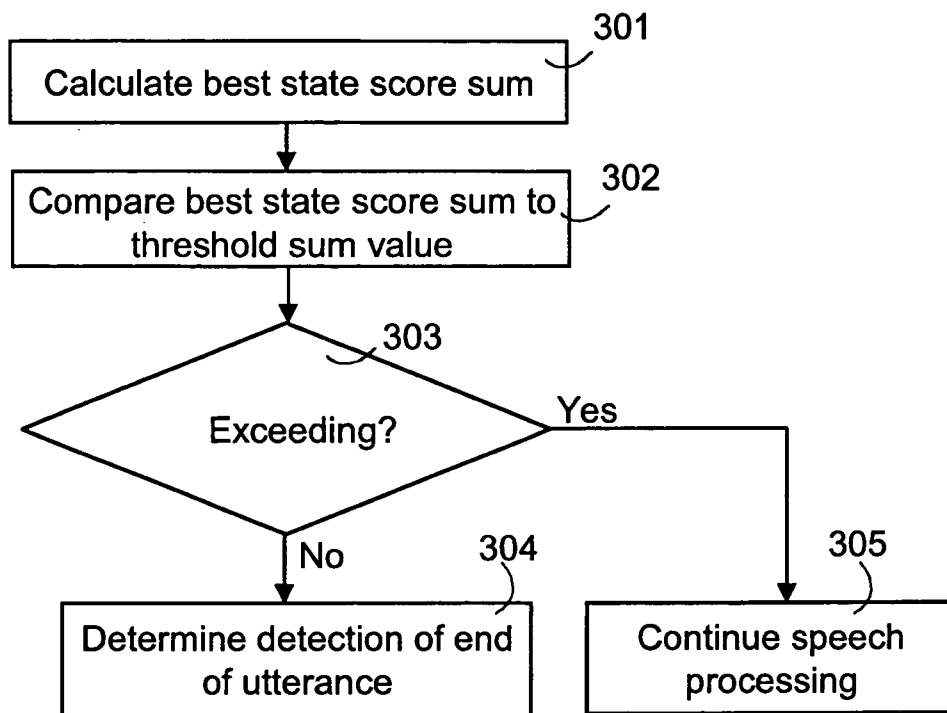 301
Calculate best state score sum
302
Compare best state score sum to
threshold sum value
303
Exceeding?
Yes
No
304
305
Determine detection of end
of utterance
Continue speech
processing